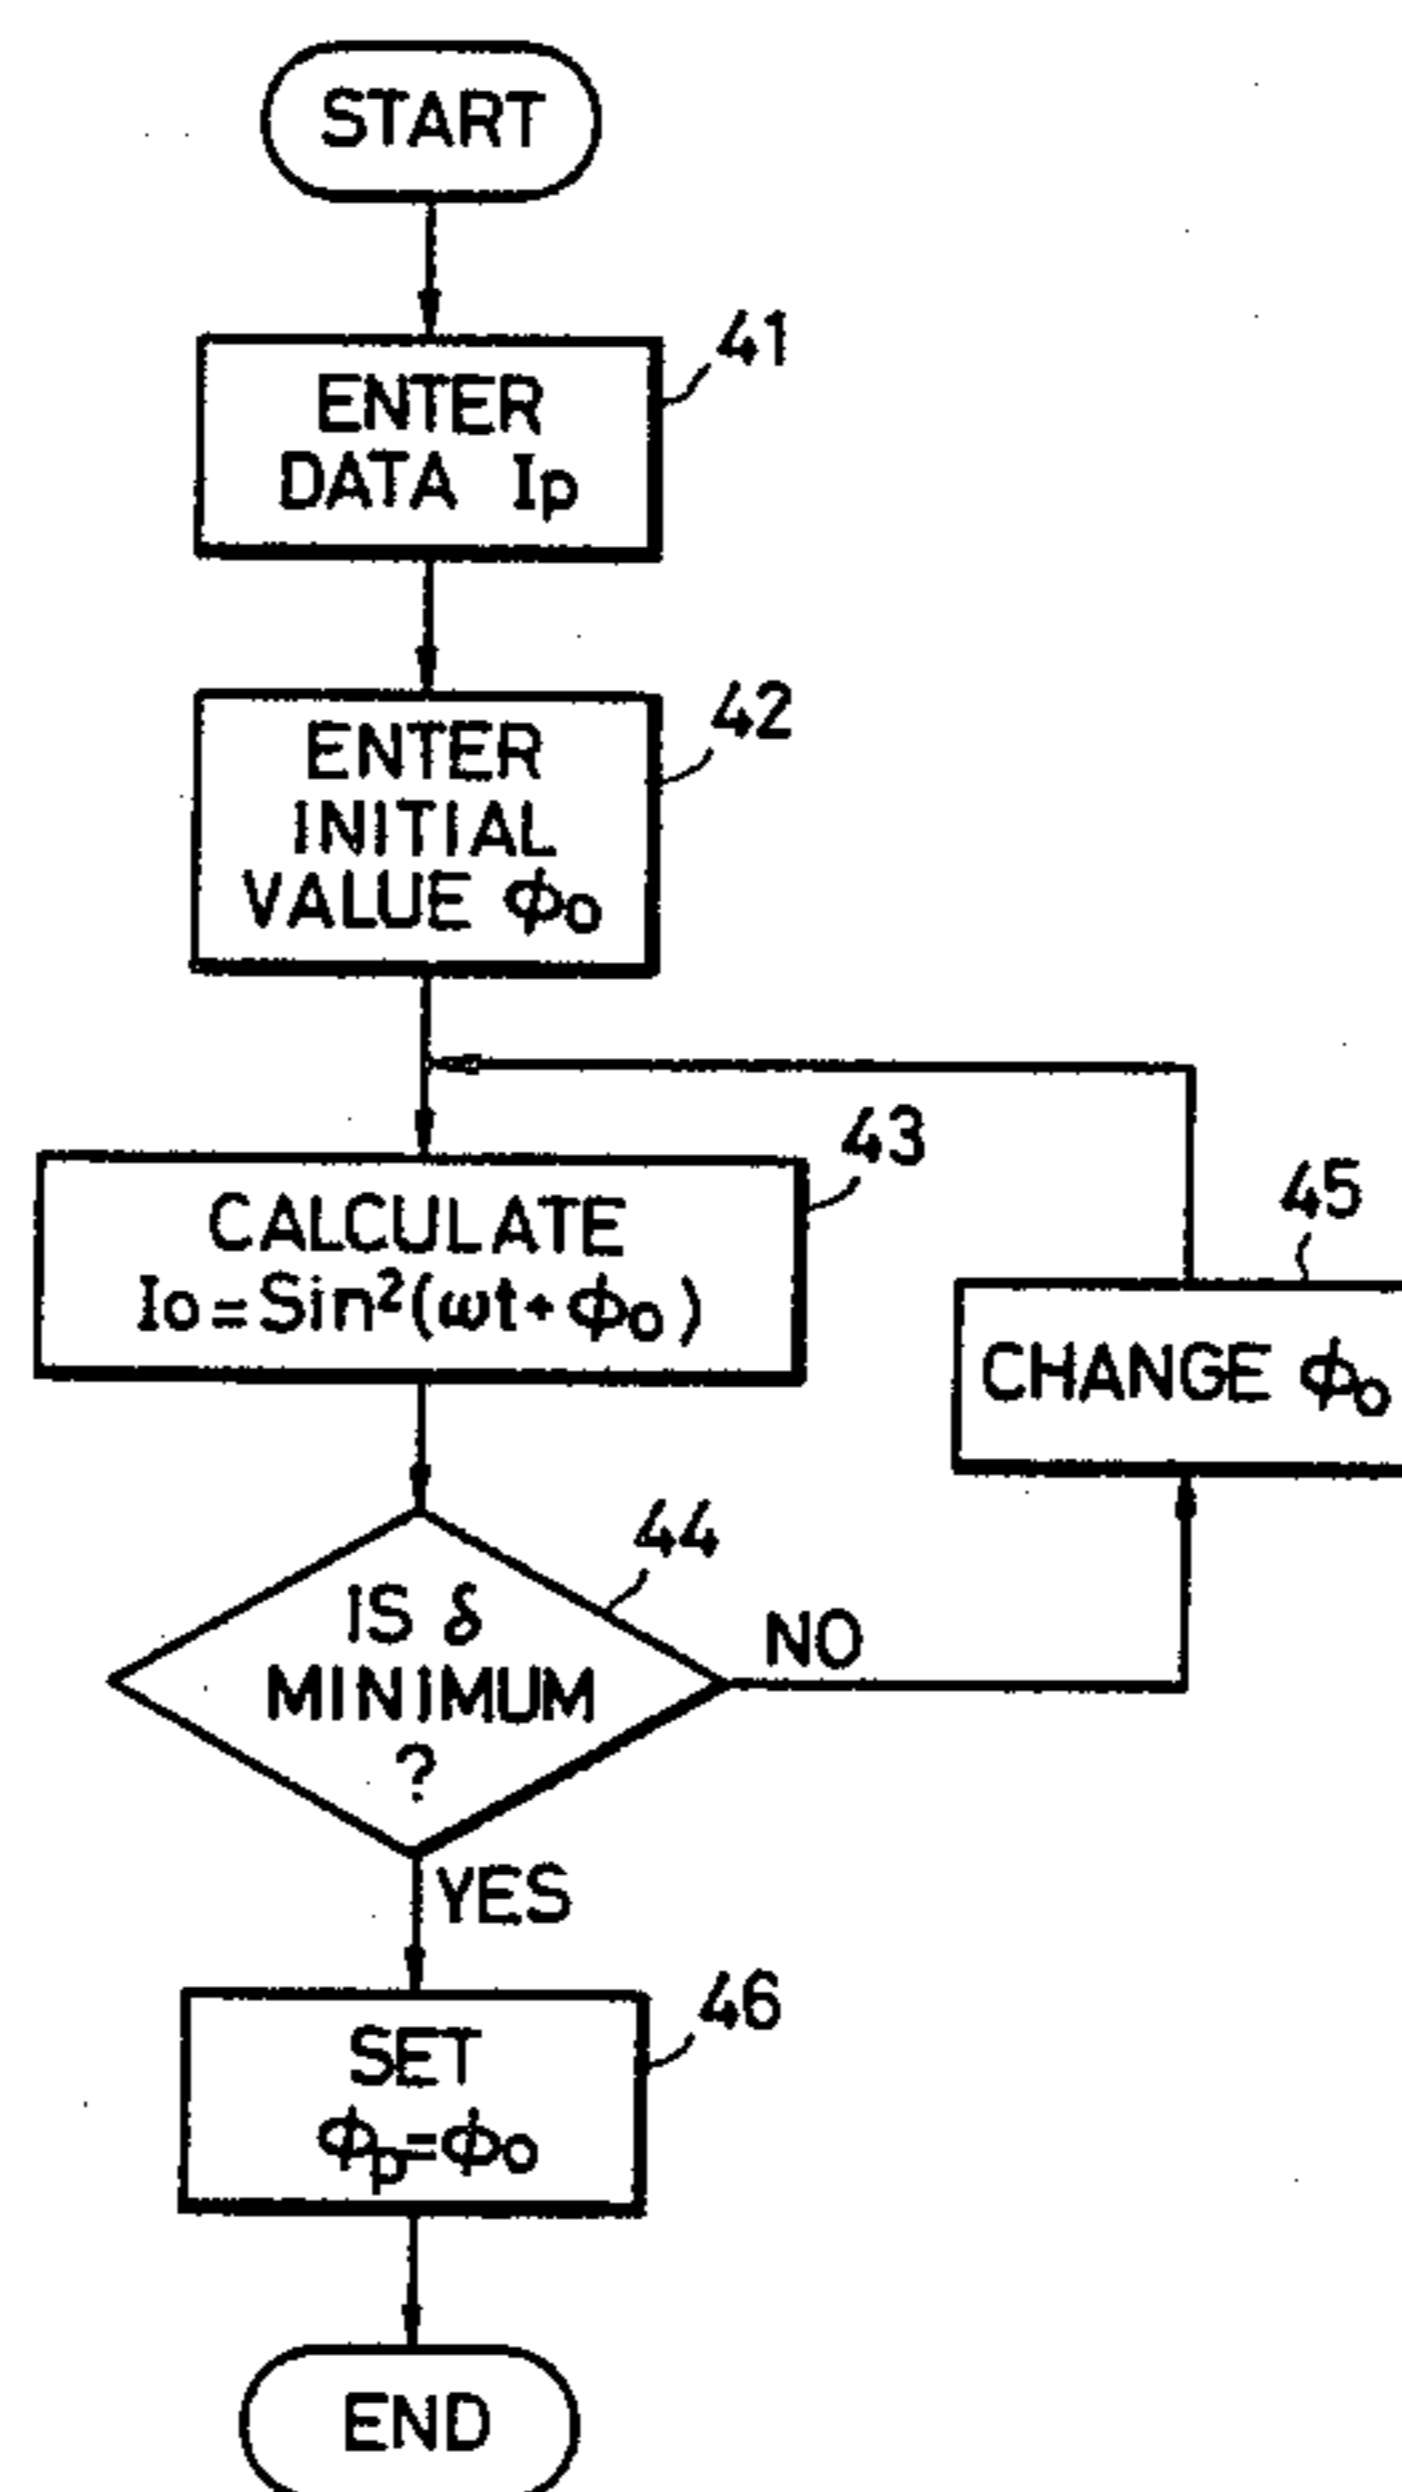 START
41
ENTER
DATA Ip
42
ENTER
INITIAL
VALUE ϕo
43
CALCULATE
Io=Sin²(ωt+ϕo)
45
CHANGE ϕo
44
IS δ
MINIMUM
?
NO
YES
46
SET
ϕp=ϕo
END